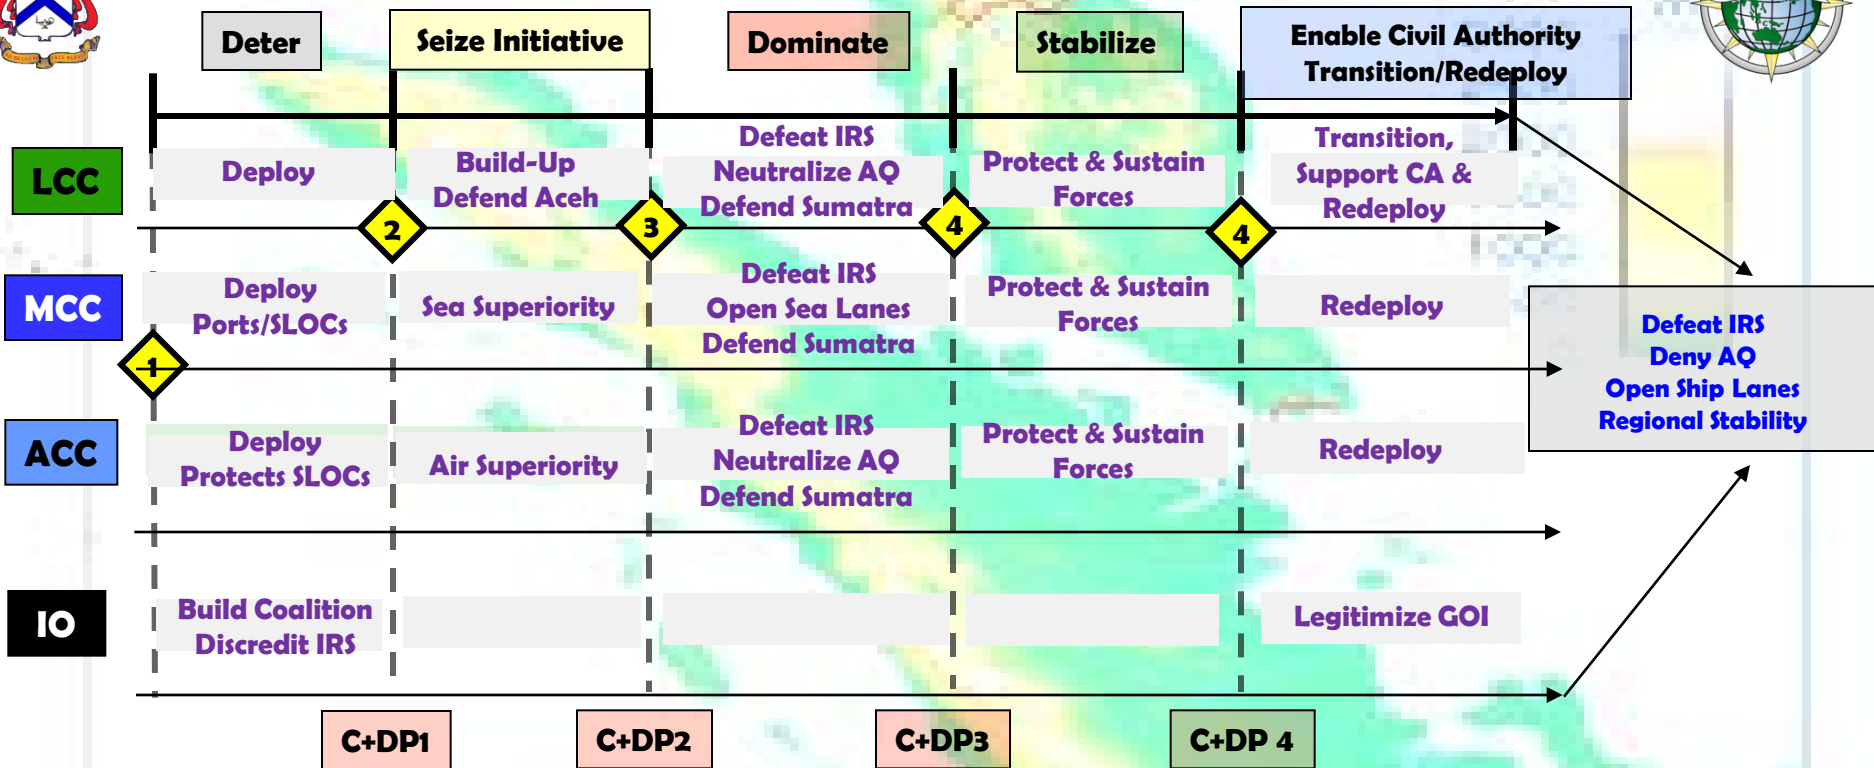 Deter
Seize Initiative
Dominate
Stabilize
Enable Civil Authority
Transition/Redeploy
LCC
Deploy
Build-Up
Defend Aceh
Defeat IRS
Neutralize AQ
Defend Sumatra
Protect & Sustain
Forces
Transition,
Support CA &
Redeploy
2
3
4
4
MCC
Deploy
Ports/SLOCs
Sea Superiority
Defeat IRS
Open Sea Lanes
Defend Sumatra
Protect & Sustain
Forces
Redeploy
1
Defeat IRS
Deny AQ
Open Ship Lanes
Regional Stability
ACC
Deploy
Protects SLOCs
Air Superiority
Defeat IRS
Neutralize AQ
Defend Sumatra
Protect & Sustain
Forces
Redeploy
IO
Build Coalition
Discredit IRS
Legitimize GOI
C+DP1
C+DP2
C+DP3
C+DP 4